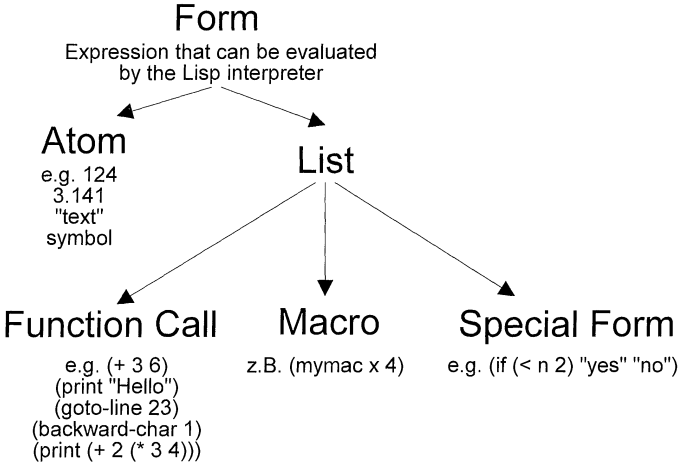 Form
Expression that can be evaluated
by the Lisp interpreter
Atom
e.g. 124
3.141
"text"
symbol
List
Function Call
e.g. (+ 3 6)
(print "Hello")
(goto-line 23)
(backward-char 1)
(print (+ 2 (* 3 4)))
Macro
z.B. (mymac x 4)
Special Form
e.g. (if (< n 2) "yes" "no")